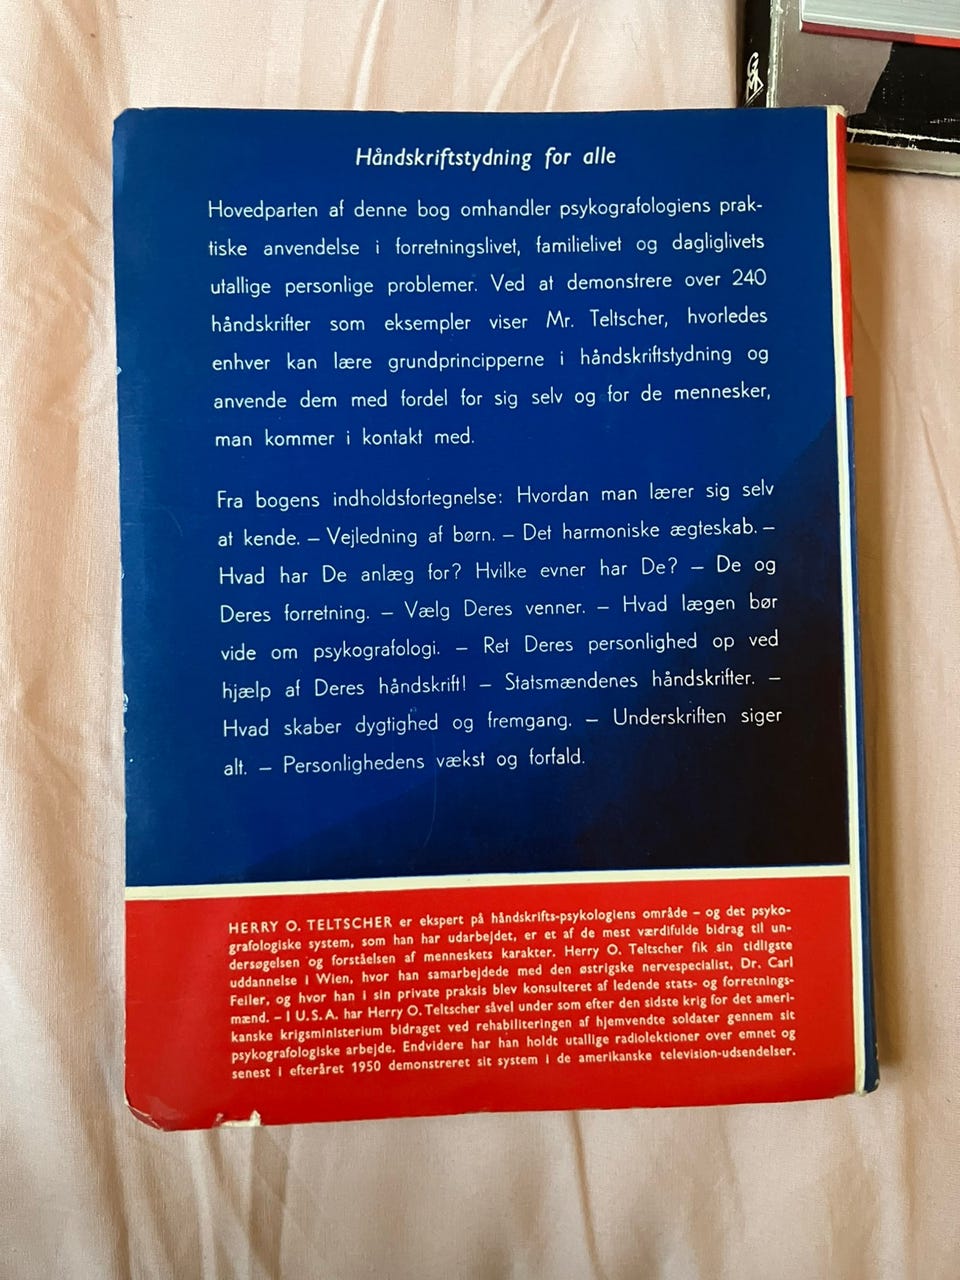 Håndskriftstydning for alle
Hovedparten af denne bog omhandler psykografologiens prak-
tiske anvendelse i forretningslivet, familielivet og dagliglivets
utallige personlige problemer. Ved at demonstrere over 240
håndskrifter som eksempler viser Mr. Teltscher, hvorledes
enhver kan lære grundprincipperne i håndskriftstydning og
anvende dem med fordel for sig selv og for de mennesker,
man kommer i kontakt med.
Fra bogens indholdsfortegnelse: Hvordan man lærer sig selv
at kende. – Vejledning af børn. – Det harmoniske ægteskab. –
Hvad har De anlæg for? Hvilke evner har De? – De og
Deres forretning. – Vælg Deres venner. – Hvad lægen bør
vide om psykografologi. – Ret Deres personlighed op ved
hjælp af Deres håndskrift! – Statsmændenes håndskrifter. –
Hvad skaber dygtighed og fremgang. – Underskriften siger
alt. – Personlighedens vækst og forfald.
HERRY O. TELTSCHER er ekspert på håndskrifts-psykologiens område – og det psyko-
grafologiske system, som han har udarbejdet, er et af de mest værdifulde bidrag til un-
dersøgelsen og forståelsen af menneskets karakter. Herry O. Teltscher fik sin tidligste
uddannelse i Wien, hvor han samarbejdede med den østrigske nervespecialist, Dr. Carl
Feiler, og hvor han i sin private praksis blev konsulteret af ledende stats- og forretnings-
mænd. – I U.S.A. har Herry O. Teltscher såvel under som efter den sidste krig for det ameri-
kanske krigsministerium bidraget ved rehabiliteringen af hjemvendte soldater gennem sit
psykografologiske arbejde. Endvidere har han holdt utallige radiolektioner over emnet og
senest i efteråret 1950 demonstreret sit system i de amerikanske television-udsendelser.